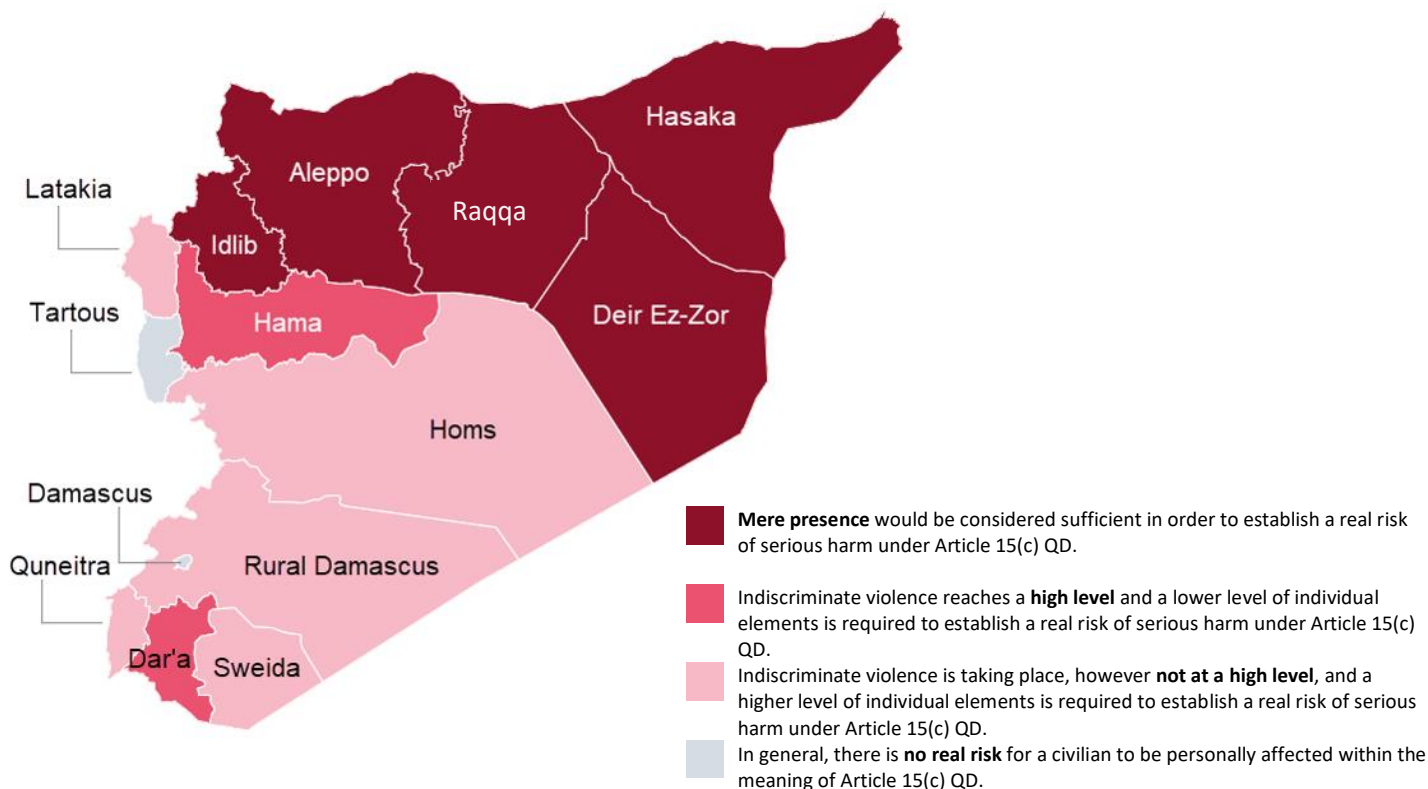 Hasaka
Aleppo
Latakia
Raqqa
Idlib
Tartous
Hama
Deir Ez-Zor
Homs
Damascus
Quneitra
Rural Damascus
Dar'a
Sweida
Mere presence would be considered sufficient in order to establish a real risk
of serious harm under Article 15(c) QD.
Indiscriminate violence reaches a high level and a lower level of individual
elements is required to establish a real risk of serious harm under Article 15(c)
QD.
Indiscriminate violence is taking place, however not at a high level, and a
higher level of individual elements is required to establish a real risk of serious
harm under Article 15(c) QD.
In general, there is no real risk for a civilian to be personally affected within the
meaning of Article 15(c) QD.